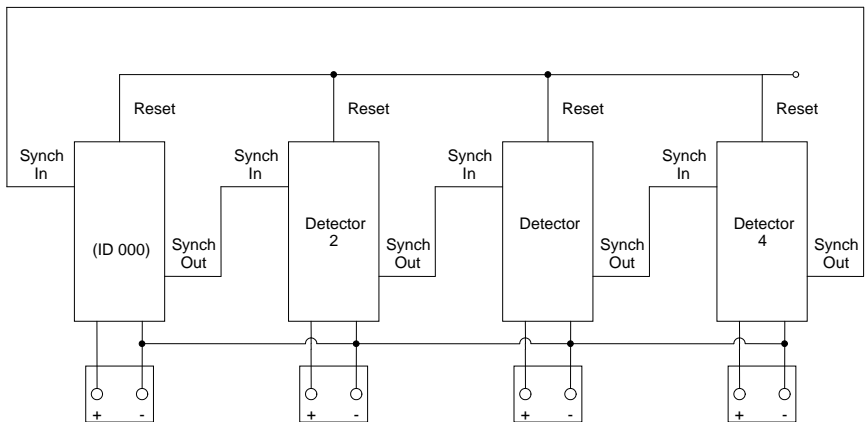 Reset
Reset
Reset
Reset
Synch
In
Synch
In
Synch
In
Synch
In
(ID 000)
Detector
2
Detector
Detector
4
Synch
Out
Synch
Out
Synch
Out
Synch
Out
+ -
+ -
+ -
+ -